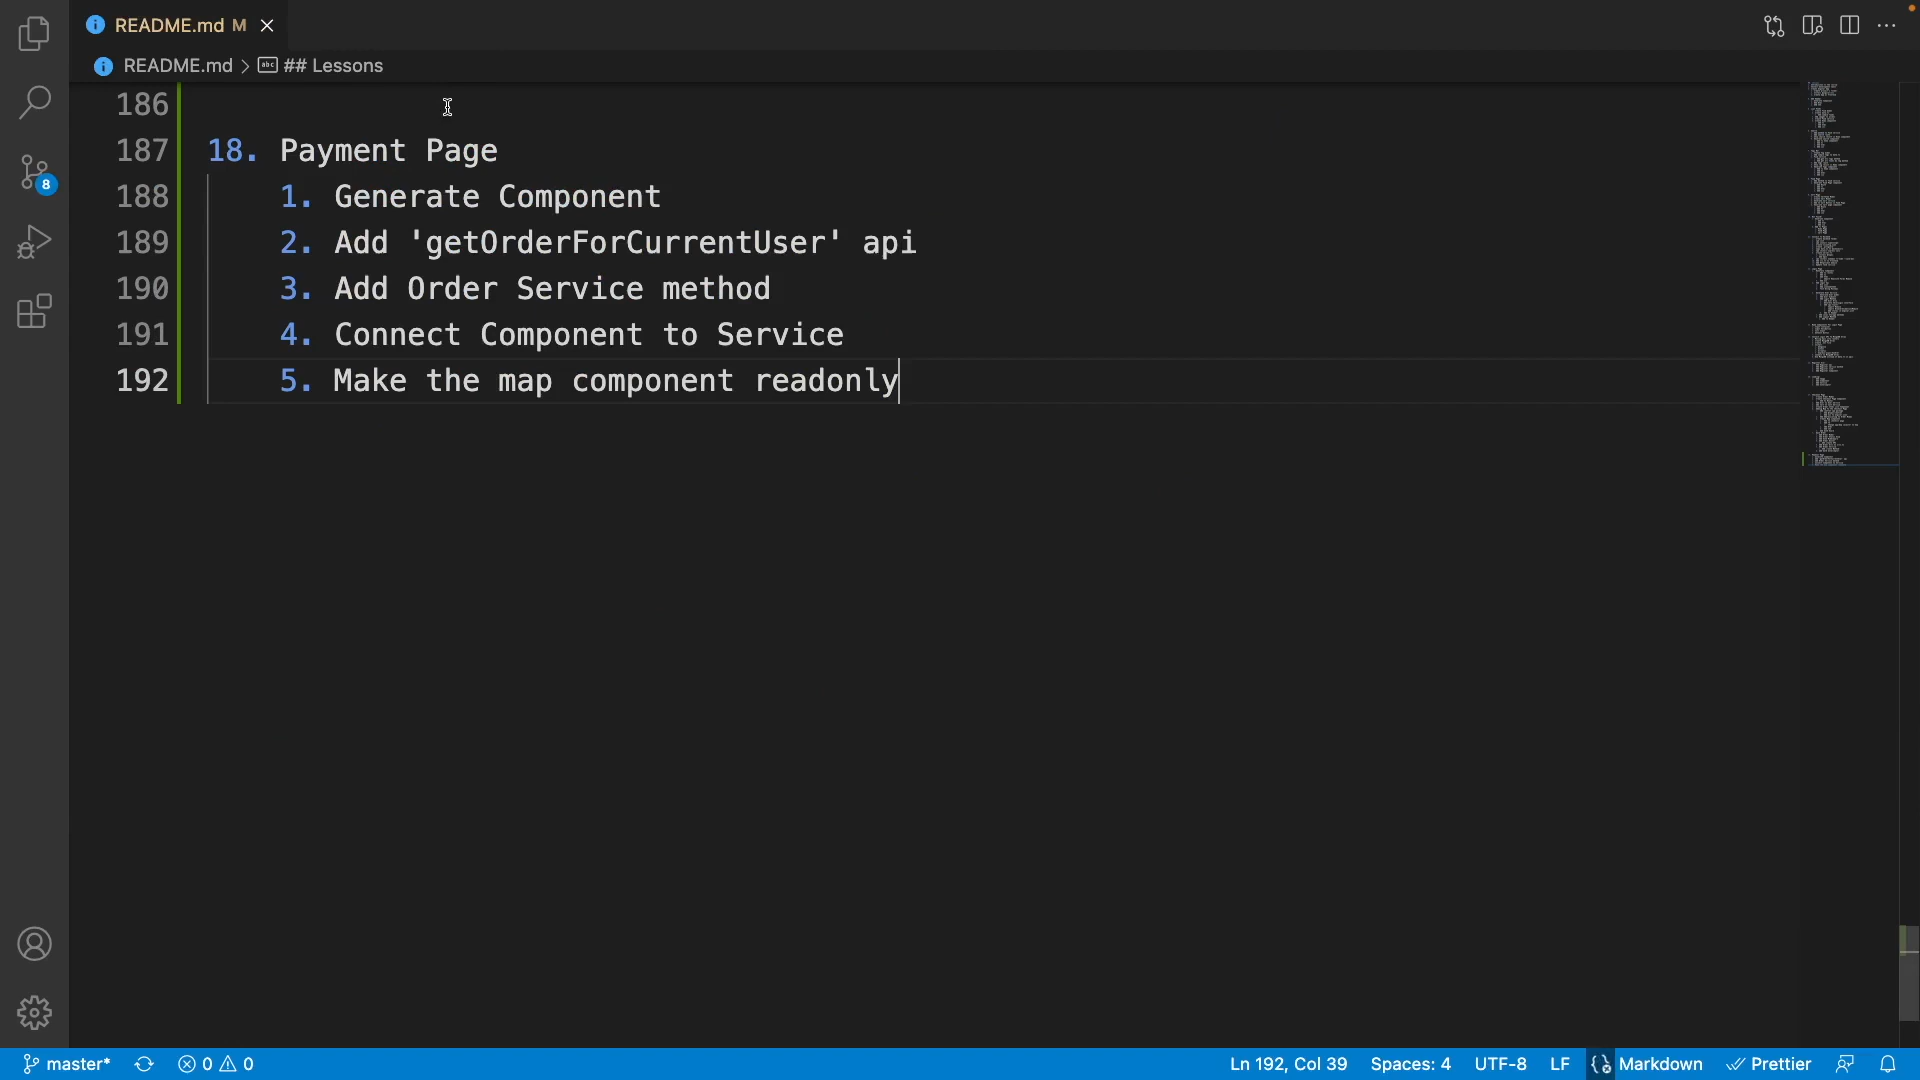 README.md M
README.md > ## Lessons
186
187 18. Payment Page
188 1. Generate Component
189 2. Add 'getOrderForCurrentUser' api
190 3. Add Order Service method
191 4. Connect Component to Service
192 5. Make the map component readonly
8
master* 0 0 Ln 192, Col 39 Spaces: 4 UTF-8 LF Markdown Prettier